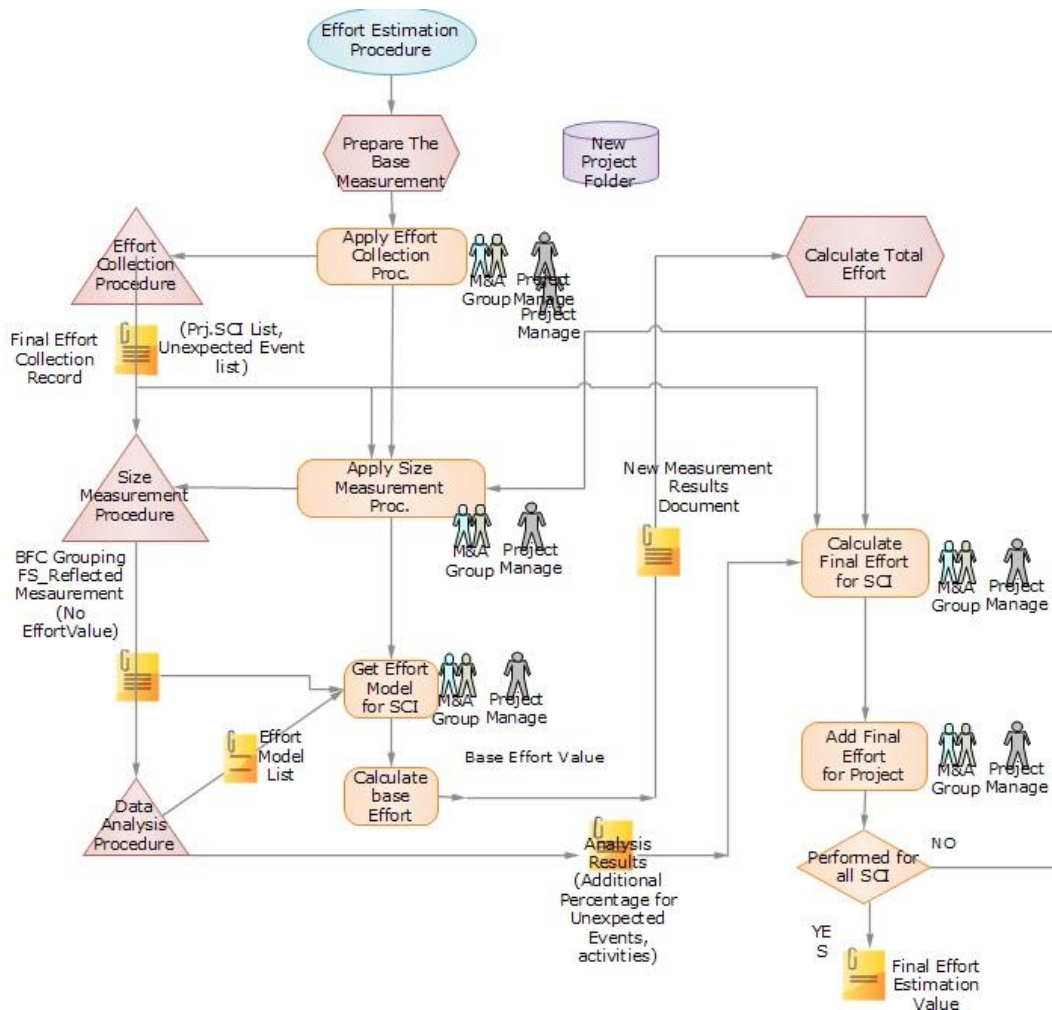 Effort Estimation
Procedure
Prepare The
Base
Measurement
New
Project
Folder
Effort
Collection
Procedure
Apply Effort
Collection
Proc.
M&A
Group
Project
Manage
Project
Manage
Calculate Total
Effort
Final Effort
Collection
Record
(Prj.SCI List,
Unexpected Event
list)
Size
Measurement
Procedure
Apply Size
Measurement
Proc.
M&A
Group
Project
Manage
New Measurement
Results
Document
BFC Grouping
FS_Reflected
Mesaurement
(No
EffortValue)
Calculate
Final Effort
for SCI
M&A
Group
Project
Manage
Get Effort
Model
for SCI
M&A
Group
Project
Manage
Effort
Model
List
Base Effort Value
Add Final
Effort
for Project
M&A
Group
Project
Manage
Calculate
base
Effort
Data
Analysis
Procedure
Analysis
Results
(Additional
Percentage for
Unexpected
Events,
activities)
Performed for
all SCI
NO
YE
S
Final Effort
Estimation
Value